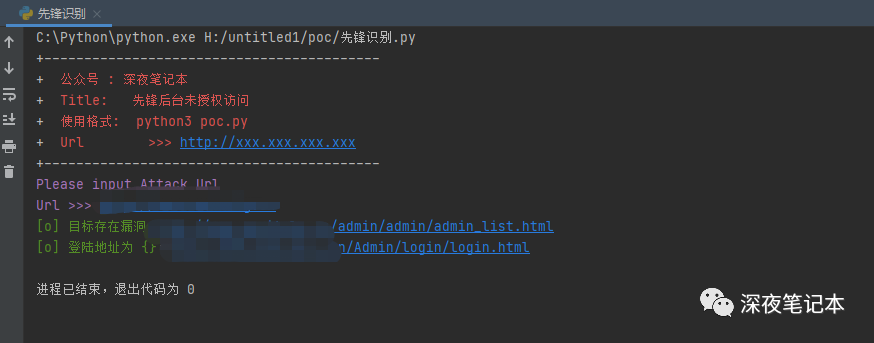 先锋识别
C:\Python\python.exe H:/untitled1/poc/先锋识别.py
+------------------------------------------
+  公众号 : 深夜笔记本
+  Title:   先锋后台未授权访问
+  使用格式:  python3 poc.py
+  Url        >>> http://xxx.xxx.xxx.xxx
+------------------------------------------
Please input Attack Url
Url >>>
[o] 目标存在漏洞 /admin/admin/admin_list.html
[o] 登陆地址为 {} /Admin/login/login.html
进程已结束，退出代码为 0
深夜笔记本